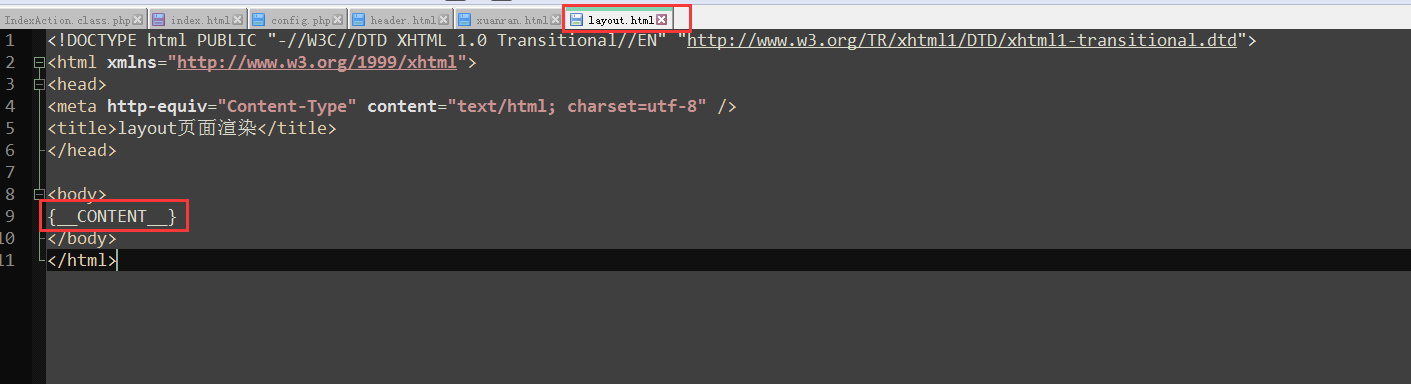 IndexAction.class.php index.html config.php header.html xuanran.html layout.html
1 <!DOCTYPE html PUBLIC "-//W3C//DTD XHTML 1.0 Transitional//EN" "http://www.w3.org/TR/xhtml1/DTD/xhtml1-transitional.dtd">
2 <html xmlns="http://www.w3.org/1999/xhtml">
3 <head>
4 <meta http-equiv="Content-Type" content="text/html; charset=utf-8" />
5 <title>layout页面渲染</title>
6 </head>
7
8 <body>
9 {__CONTENT__}
10 </body>
11 </html>